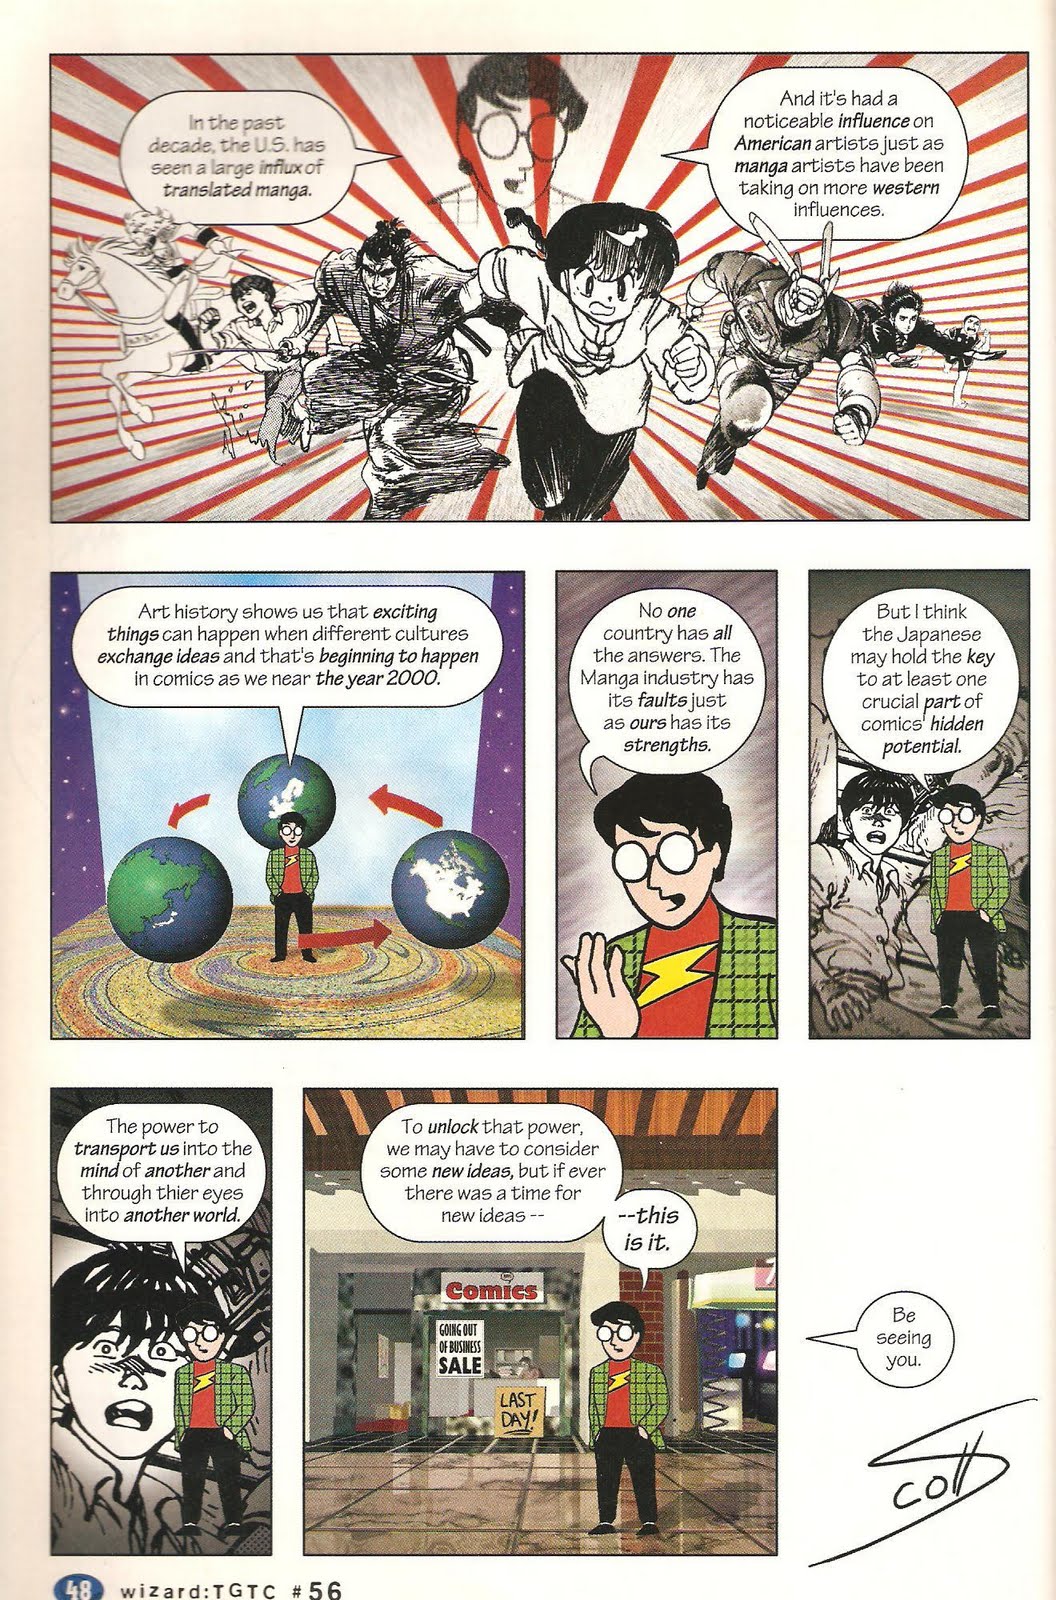 In the past
decade, the U.S. has
seen a large influx of
translated manga.
And it's had a
noticeable influence on
American artists just as
manga artists have been
taking on more western
influences.
Art history shows us that exciting
things can happen when different cultures
exchange ideas and that's beginning to happen
in comics as we near the year 2000.
No one
country has all
the answers. The
Manga industry has
its faults just
as ours has its
strengths.
But I think
the Japanese
may hold the key
to at least one
crucial part of
comics' hidden
potential.
The power to
transport us into the
mind of another and
through thier eyes
into another world.
To unlock that power,
we may have to consider
some new ideas, but if ever
there was a time for
new ideas --
--this
is it.
Comics
GOING OUT
OF BUSINESS
SALE
LAST
DAY!
Be
seeing
you.
Scott
48 wizard:TGTC #56